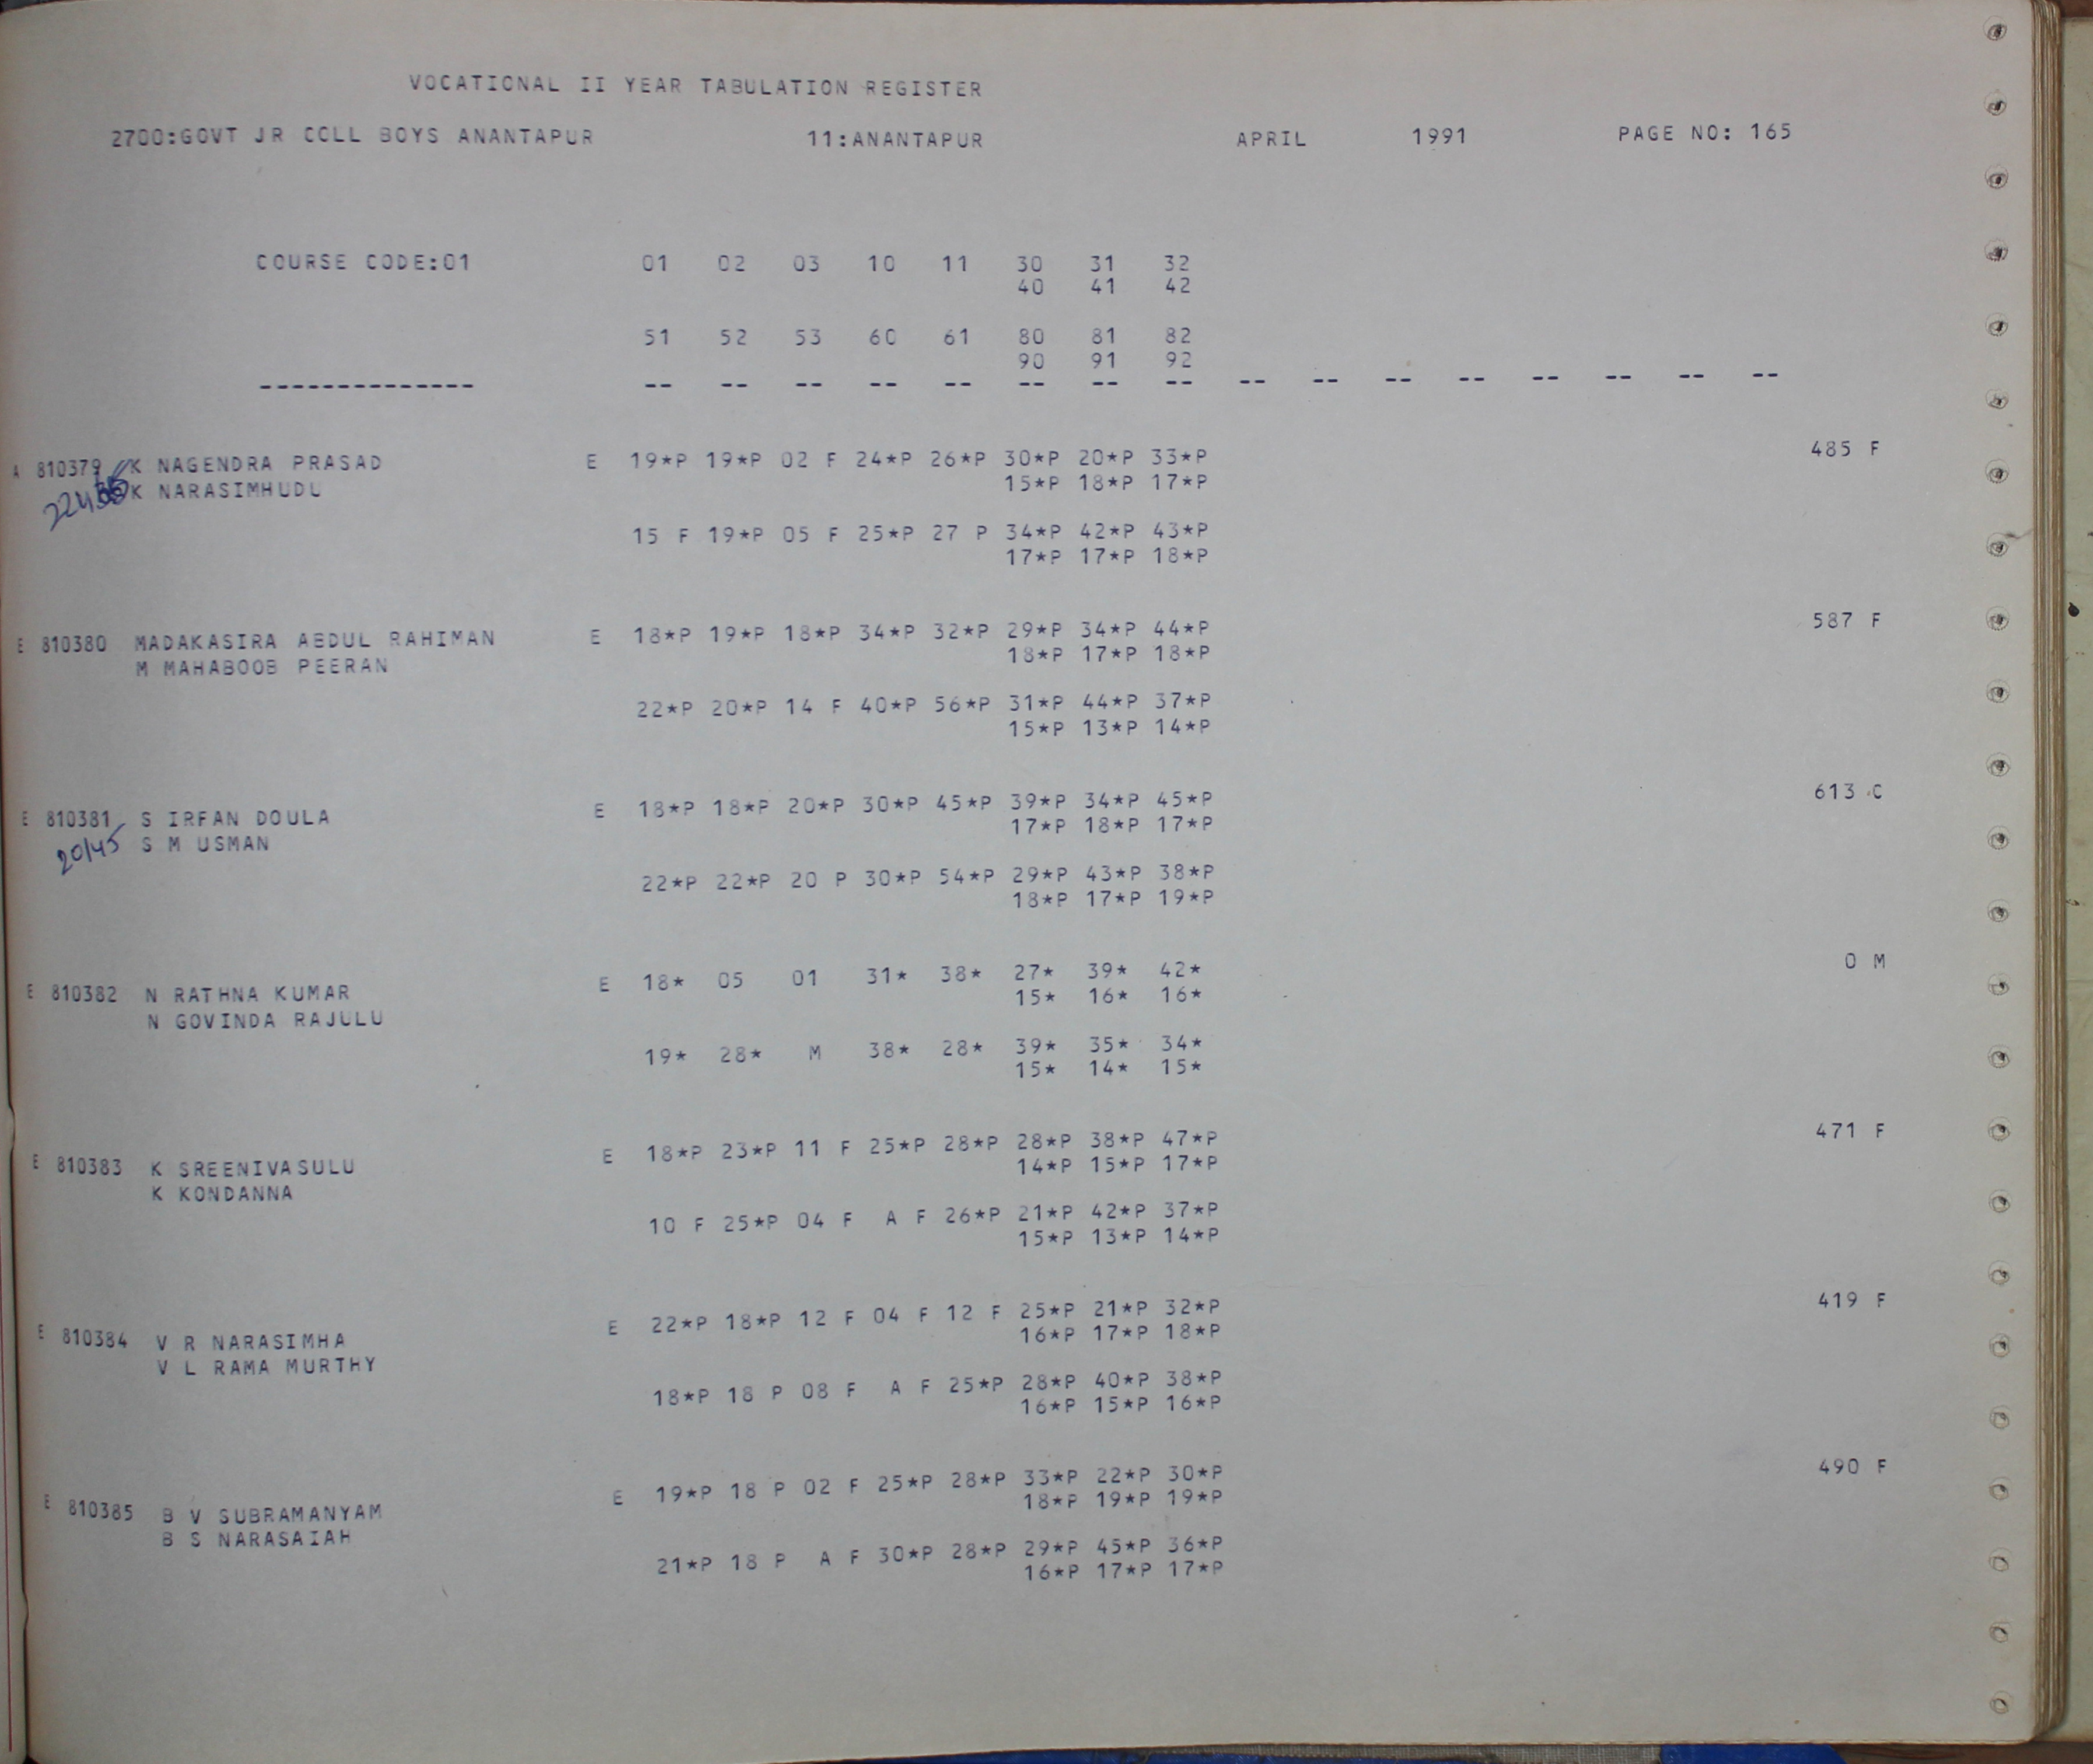 VOCATIONAL II YEAR TABULATION REGISTER
2700:GOVT JR COLL BOYS ANANTAPUR 11:ANANTAPUR APRIL 1991 PAGE NO: 165
COURSE CODE:01 01 02 03 10 11 30 31 32
40 41 42
51 52 53 60 61 80 81 82
90 91 92
-------------- -- -- -- -- -- -- -- -- -- -- -- -- -- -- -- --
A 810379 K NAGENDRA PRASAD E 19*P 19*P 02 F 24*P 26*P 30*P 20*P 33*P 485 F
K NARASIMHUDU 15*P 18*P 17*P
15 F 19*P 05 F 25*P 27 P 34*P 42*P 43*P
17*P 17*P 18*P
E 810380 MADAKASIRA ABDUL RAHIMAN E 18*P 19*P 18*P 34*P 32*P 29*P 34*P 44*P 587 F
M MAHABOOB PEERAN 18*P 17*P 18*P
22*P 20*P 14 F 40*P 56*P 31*P 44*P 37*P
15*P 13*P 14*P
E 810381 S IRFAN DOULA E 18*P 18*P 20*P 30*P 45*P 39*P 34*P 45*P 613 C
20145 S M USMAN 17*P 18*P 17*P
22*P 22*P 20 P 30*P 54*P 29*P 43*P 38*P
18*P 17*P 19*P
E 810382 N RATHNA KUMAR E 18* 05 01 31* 38* 27* 39* 42* 0 M
N GOVINDA RAJULU 15* 16* 16*
19* 28* M 38* 28* 39* 35* 34*
15* 14* 15*
E 810383 K SREENIVASULU E 18*P 23*P 11 F 25*P 28*P 28*P 38*P 47*P 471 F
K KONDANNA 14*P 15*P 17*P
10 F 25*P 04 F A F 26*P 21*P 42*P 37*P
15*P 13*P 14*P
E 810384 V R NARASIMHA E 22*P 18*P 12 F 04 F 12 F 25*P 21*P 32*P 419 F
V L RAMA MURTHY 16*P 17*P 18*P
18*P 18 P 08 F A F 25*P 28*P 40*P 38*P
16*P 15*P 16*P
E 810385 B V SUBRAMANYAM E 19*P 18 P 02 F 25*P 28*P 33*P 22*P 30*P 490 F
B S NARASAIAH 18*P 19*P 19*P
21*P 18 P A F 30*P 28*P 29*P 45*P 36*P
16*P 17*P 17*P